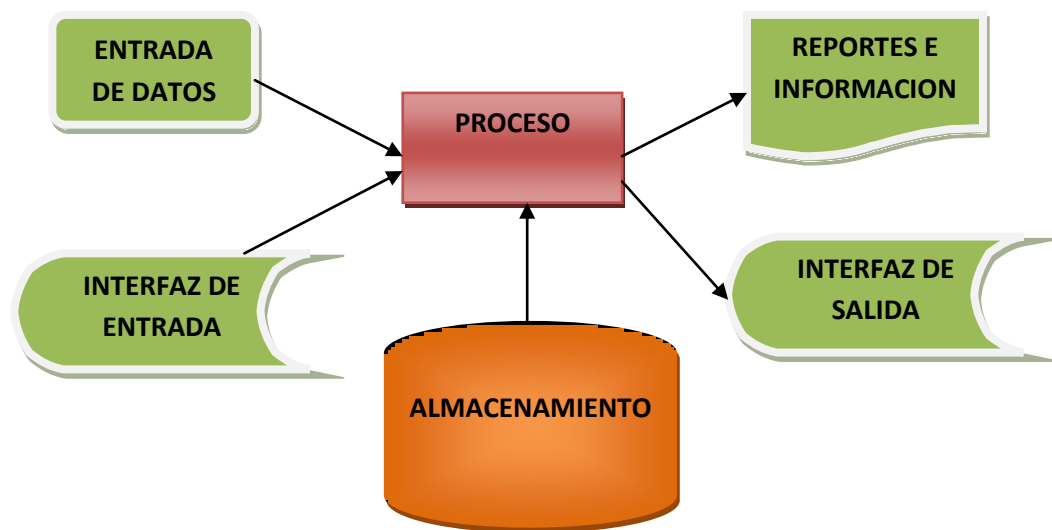 ENTRADA
DE DATOS
REPORTES E
INFORMACION
PROCESO
INTERFAZ DE
ENTRADA
INTERFAZ DE
SALIDA
ALMACENAMIENTO